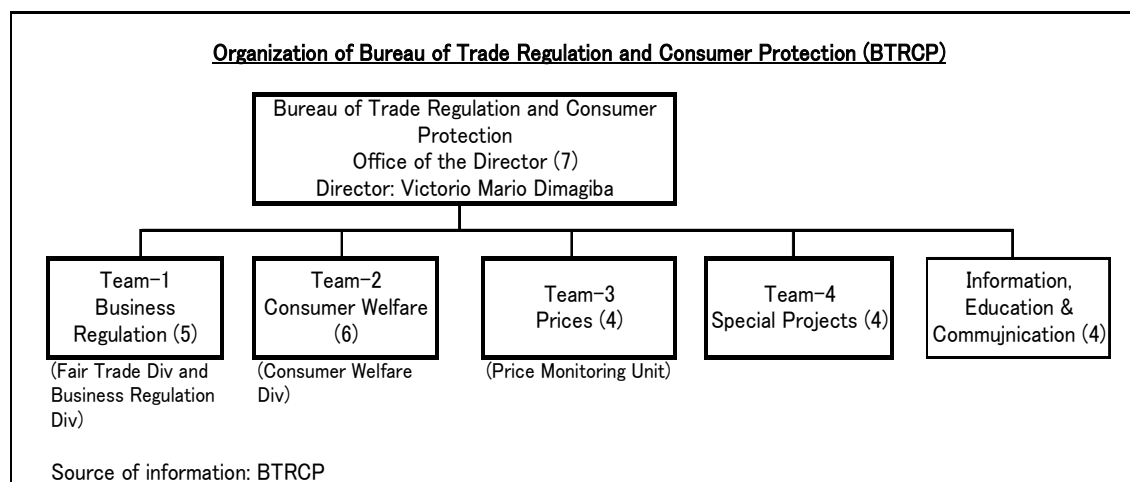 Organization of Bureau of Trade Regulation and Consumer Protection (BTRCP)
Bureau of Trade Regulation and Consumer
Protection
Office of the Director (7)
Director: Victorio Mario Dimagiba
Team-1
Business
Regulation (5)
(Fair Trade Div and
Business Regulation
Div)
Team-2
Consumer Welfare
(6)
(Consumer Welfare
Div)
Team-3
Prices (4)
(Price Monitoring Unit)
Team-4
Special Projects (4)
Information,
Education &
Commujnication (4)
Source of information: BTRCP